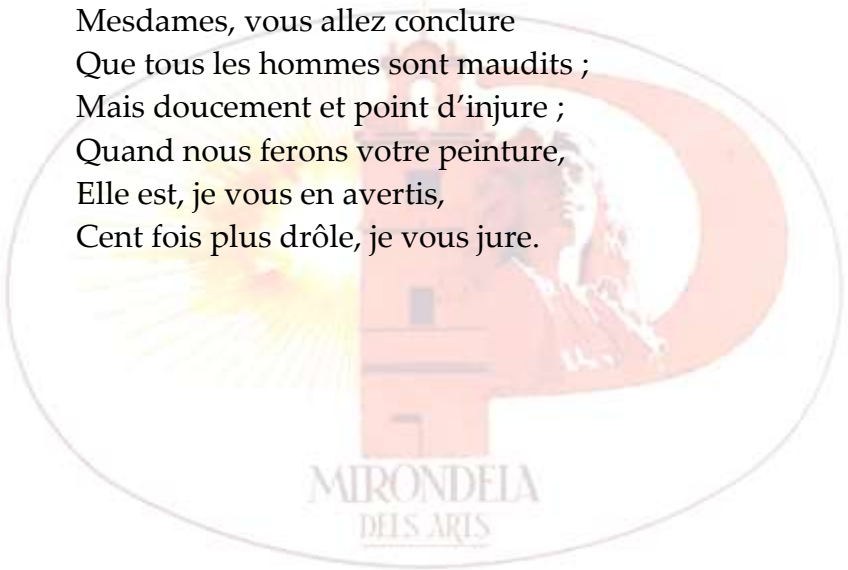 Mesdames, vous allez conclure
Que tous les hommes sont maudits ;
Mais doucement et point d’injure ;
Quand nous ferons votre peinture,
Elle est, je vous en avertis,
Cent fois plus drôle, je vous jure.
MIRONDELA
DELS ARTS